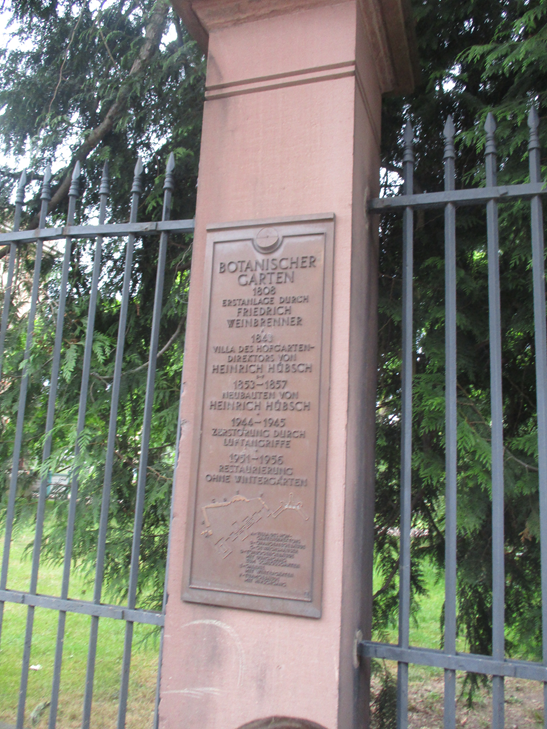 BOTANISCHER
GARTEN
1808
ERSTANLAGE DURCH
FRIEDRICH
WEINBRENNER
1843
VILLA DES HOFGARTEN-
DIREKTORS VON
HEINRICH HÜBSCH
1853–1857
NEUBAUTEN VON
HEINRICH HÜBSCH
1944–1945
ZERSTÖRUNG DURCH
LUFTANGRIFFE
1951–1956
RESTAURIERUNG
OHNE WINTERGÄRTEN